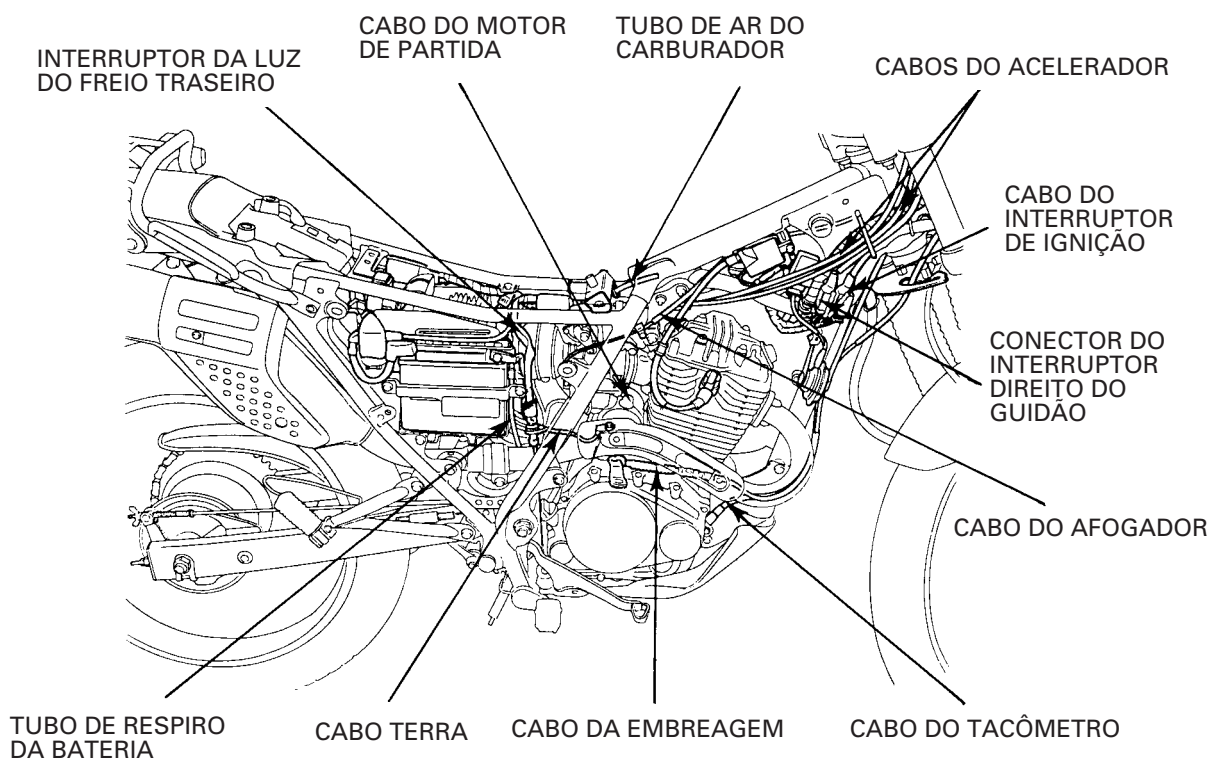 INTERRUPTOR DA LUZ
DO FREIO TRASEIRO
CABO DO MOTOR
DE PARTIDA
TUBO DE AR DO
CARBURADOR
CABOS DO ACELERADOR
CABO DO
INTERRUPTOR
DE IGNIÇÃO
CONECTOR DO
INTERRUPTOR
DIREITO DO
GUIDÃO
CABO DO AFOGADOR
TUBO DE RESPIRO
DA BATERIA
CABO TERRA
CABO DA EMBREAGEM
CABO DO TACÔMETRO